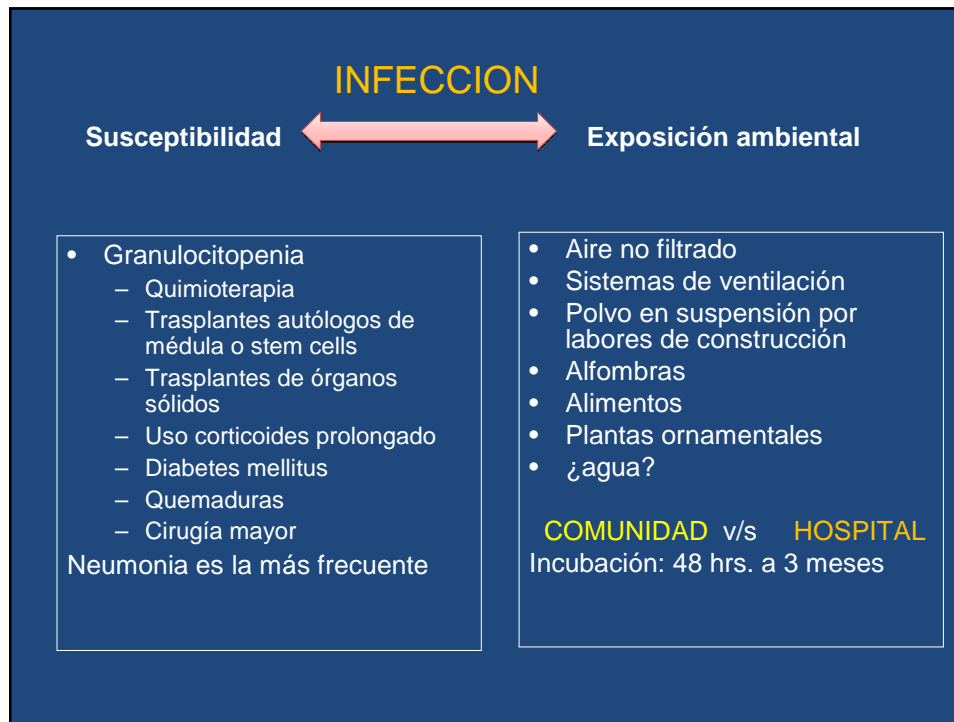 INFECCION
Susceptibilidad
Exposición ambiental
• Granulocitopenia
– Quimioterapia
– Trasplantes autólogos de
médula o stem cells
– Trasplantes de órganos
sólidos
– Uso corticoides prolongado
– Diabetes mellitus
– Quemaduras
– Cirugía mayor
Neumonia es la más frecuente
• Aire no filtrado
• Sistemas de ventilación
• Polvo en suspensión por
labores de construcción
• Alfombras
• Alimentos
• Plantas ornamentales
• ¿agua?
COMUNIDAD v/s HOSPITAL
Incubación: 48 hrs. a 3 meses